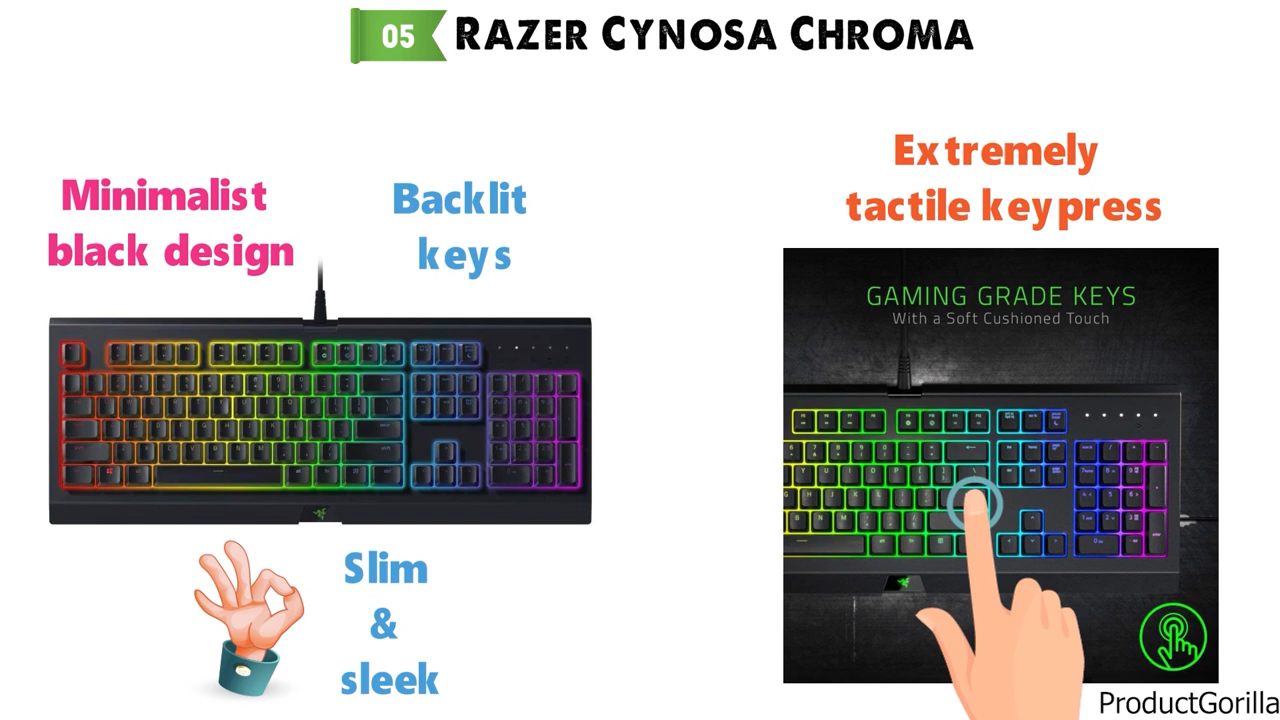 05 RAZER CYNOSA CHROMA
Minimalist
black design
Backlit
keys
Extremely
tactile keypress
GAMING GRADE KEYS
With a Soft Cushioned Touch
Slim
&
sleek
ProductGorilla